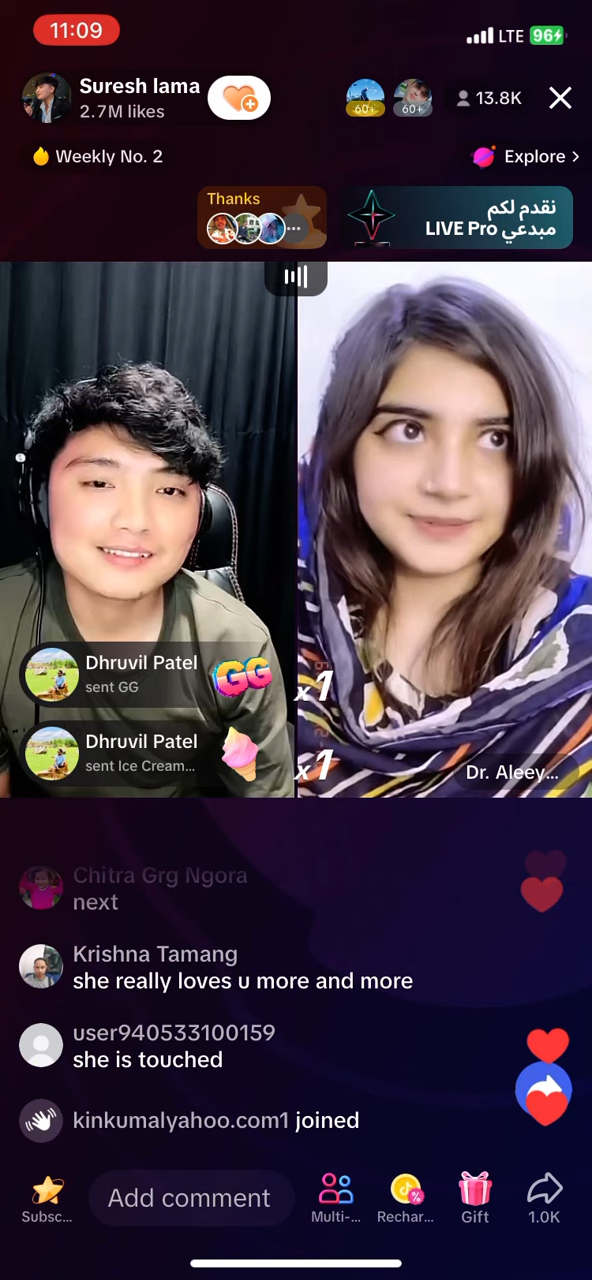 11:09
LTE 96
Suresh lama
2.7M likes
60+
60+
13.8K
Weekly No. 2
Explore >
Thanks
نقدم لكم
مبدعي LIVE Pro
Dhruvil Patel
sent GG
GG
x1
Dhruvil Patel
sent Ice Cream...
x1
Dr. Aleey...
Chitra Grg Ngora
next
Krishna Tamang
she really loves u more and more
user940533100159
she is touched
kinkumalyahoo.com1 joined
Add comment
Subsc...
Multi-...
Rechar...
Gift
1.0K